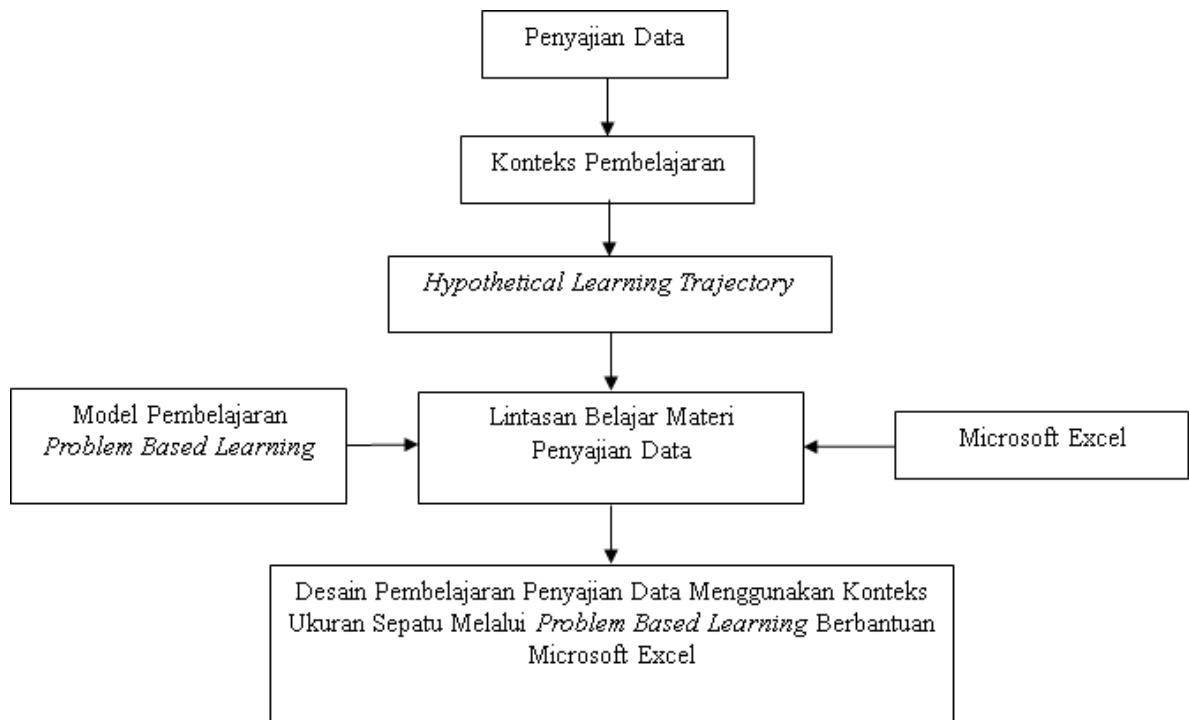 Penyajian Data
Konteks Pembelajaran
Hypothetical Learning Trajectory
Model Pembelajaran
Problem Based Learning
Lintasan Belajar Materi
Penyajian Data
Microsoft Excel
Desain Pembelajaran Penyajian Data Menggunakan Konteks
Ukuran Sepatu Melalui Problem Based Learning Berbantuan
Microsoft Excel